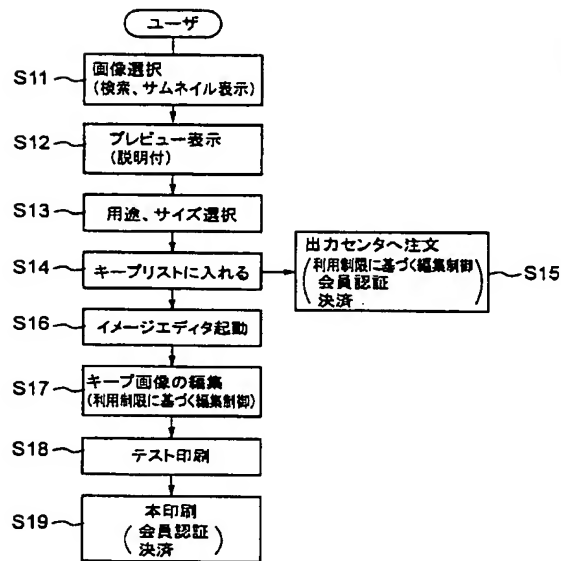 ユーザ
S11
画像選択
(検索、サムネイル表示)
S12
プレビュー表示
(説明付)
S13
用途、サイズ選択
S14
キープリストに入れる
出力センタへ注文
(利用制限に基づく編集制御
会員認証
決済)
S15
S16
イメージエディタ起動
S17
キープ画像の編集
(利用制限に基づく編集制御)
S18
テスト印刷
S19
本印刷
(会員認証
決済)